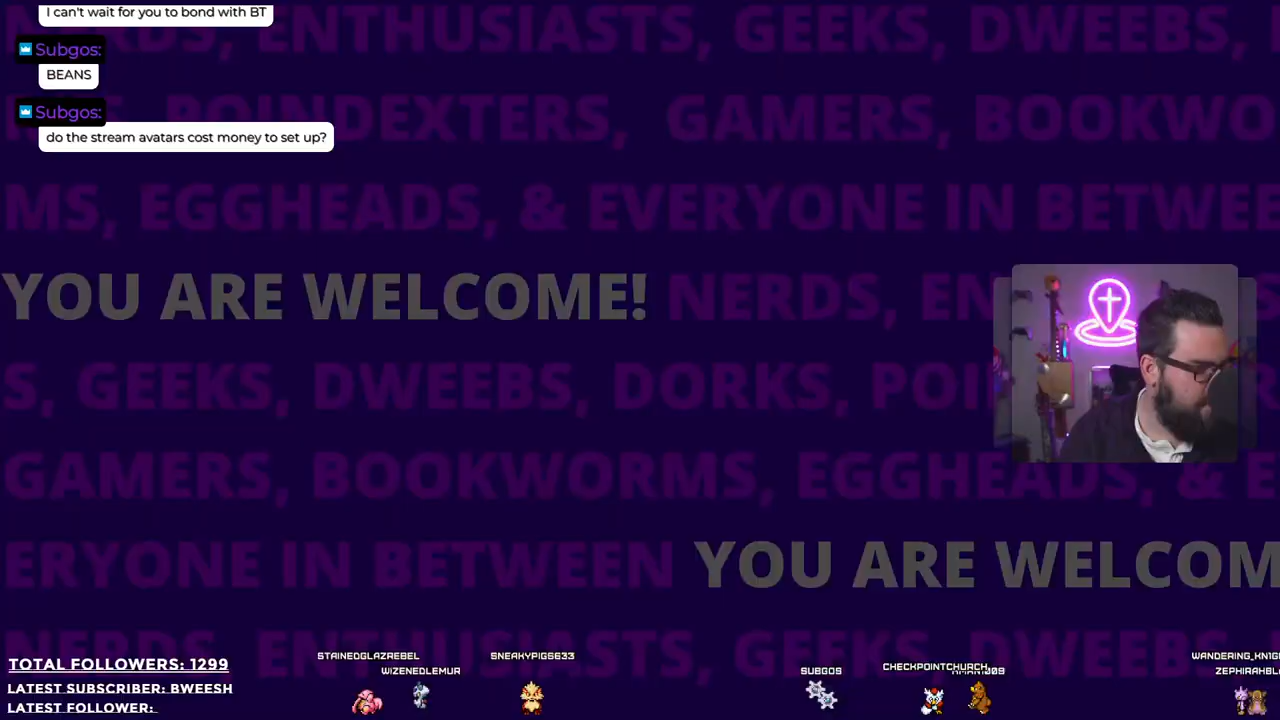 I can't wait for you to bond with BT
Subgos:
BEANS
Subgos:
do the stream avatars cost money to set up?
NERDS, ENTHUSIASTS, GEEKS, DWEEBS,
POINDEXTERS, GAMERS, BOOKWO
MS, EGGHEADS, & EVERYONE IN BETWEE
YOU ARE WELCOME! NERDS, EN
S, GEEKS, DWEEBS, DORKS, POI
GAMERS, BOOKWORMS, EGGHEADS, & E
ERYONE IN BETWEEN YOU ARE WELCOM
NERDS, ENTHUSIASTS, GEEKS, DWEEBS
TOTAL FOLLOWERS: 1299
LATEST SUBSCRIBER: BWEESH
LATEST FOLLOWER:
STAINEDGLAZREBEL
WIZENEDLEMUR
SNEAKYPIGS633
SUBGOS
CHECKPOINTCHURCH
WANDERING_KNIG
ZEPHIRAHBL